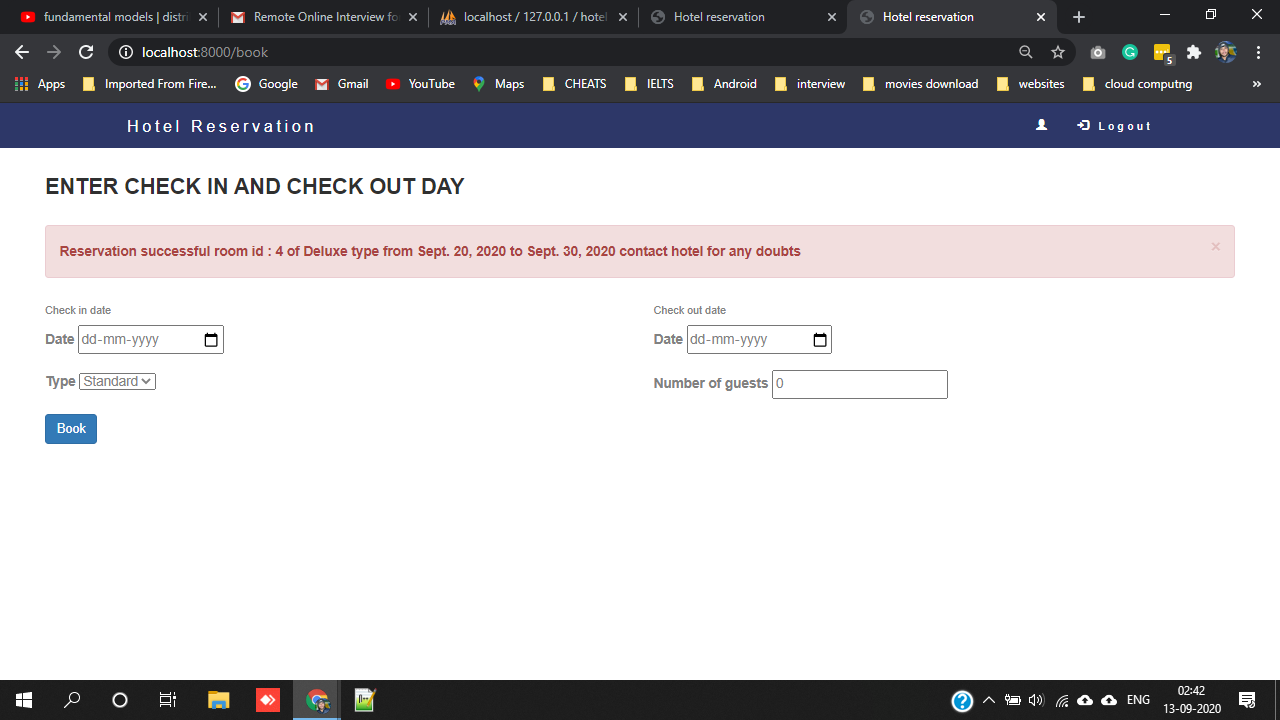 fundamental models | distri
Remote Online Interview fo
localhost / 127.0.0.1 / hotel
Hotel reservation
Hotel reservation
localhost:8000/book
5
Apps
Imported From Fire...
Google
Gmail
YouTube
Maps
CHEATS
IELTS
Android
interview
movies download
websites
cloud computng
»
Hotel Reservation
Logout
ENTER CHECK IN AND CHECK OUT DAY
Reservation successful room id : 4 of Deluxe type from Sept. 20, 2020 to Sept. 30, 2020 contact hotel for any doubts
×
Check in date
Check out date
Date dd-mm-yyyy
Date dd-mm-yyyy
Type Standard
Number of guests 0
Book
ENG
02:42
13-09-2020